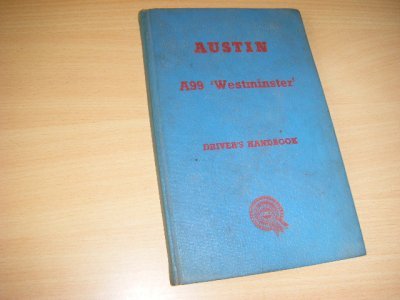 AUSTIN
A99 'Westminster'
DRIVER'S HANDBOOK